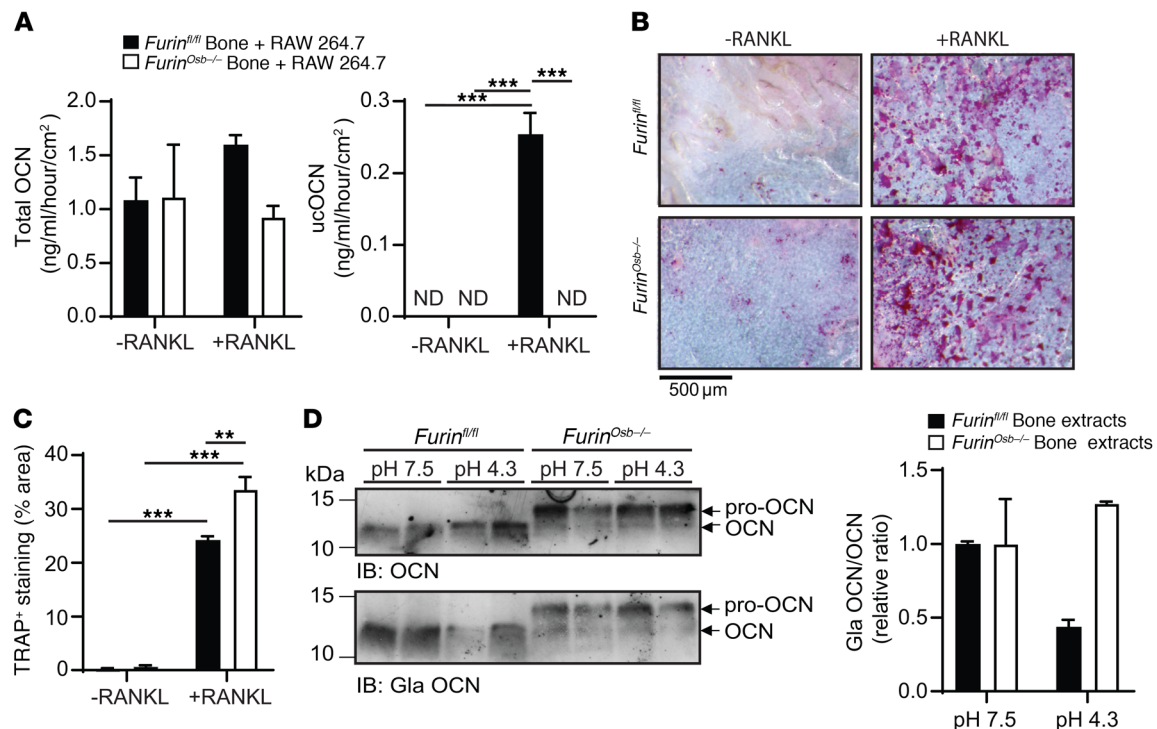 A
Furin^fl/fl Bone + RAW 264.7
Furin^Osb–/– Bone + RAW 264.7
Total OCN
(ng/ml/hour/cm²)
2.0
1.5
1.0
0.5
0.0
-RANKL +RANKL
ucOCN
(ng/ml/hour/cm²)
0.3
0.2
0.1
0.0
***
***
***
ND ND ND
-RANKL +RANKL
B
-RANKL +RANKL
Furin^fl/fl
Furin^Osb–/–
500 µm
C
TRAP⁺ staining (% area)
40
30
20
10
0
**
***
***
-RANKL +RANKL
D
Furin^fl/fl Furin^Osb–/–
kDa
pH 7.5 pH 4.3 pH 7.5 pH 4.3
15
10
pro-OCN
OCN
IB: OCN
15
10
pro-OCN
OCN
IB: Gla OCN
Furin^fl/fl Bone extracts
Furin^Osb–/– Bone extracts
Gla OCN/OCN
(relative ratio)
1.5
1.0
0.5
0.0
pH 7.5 pH 4.3